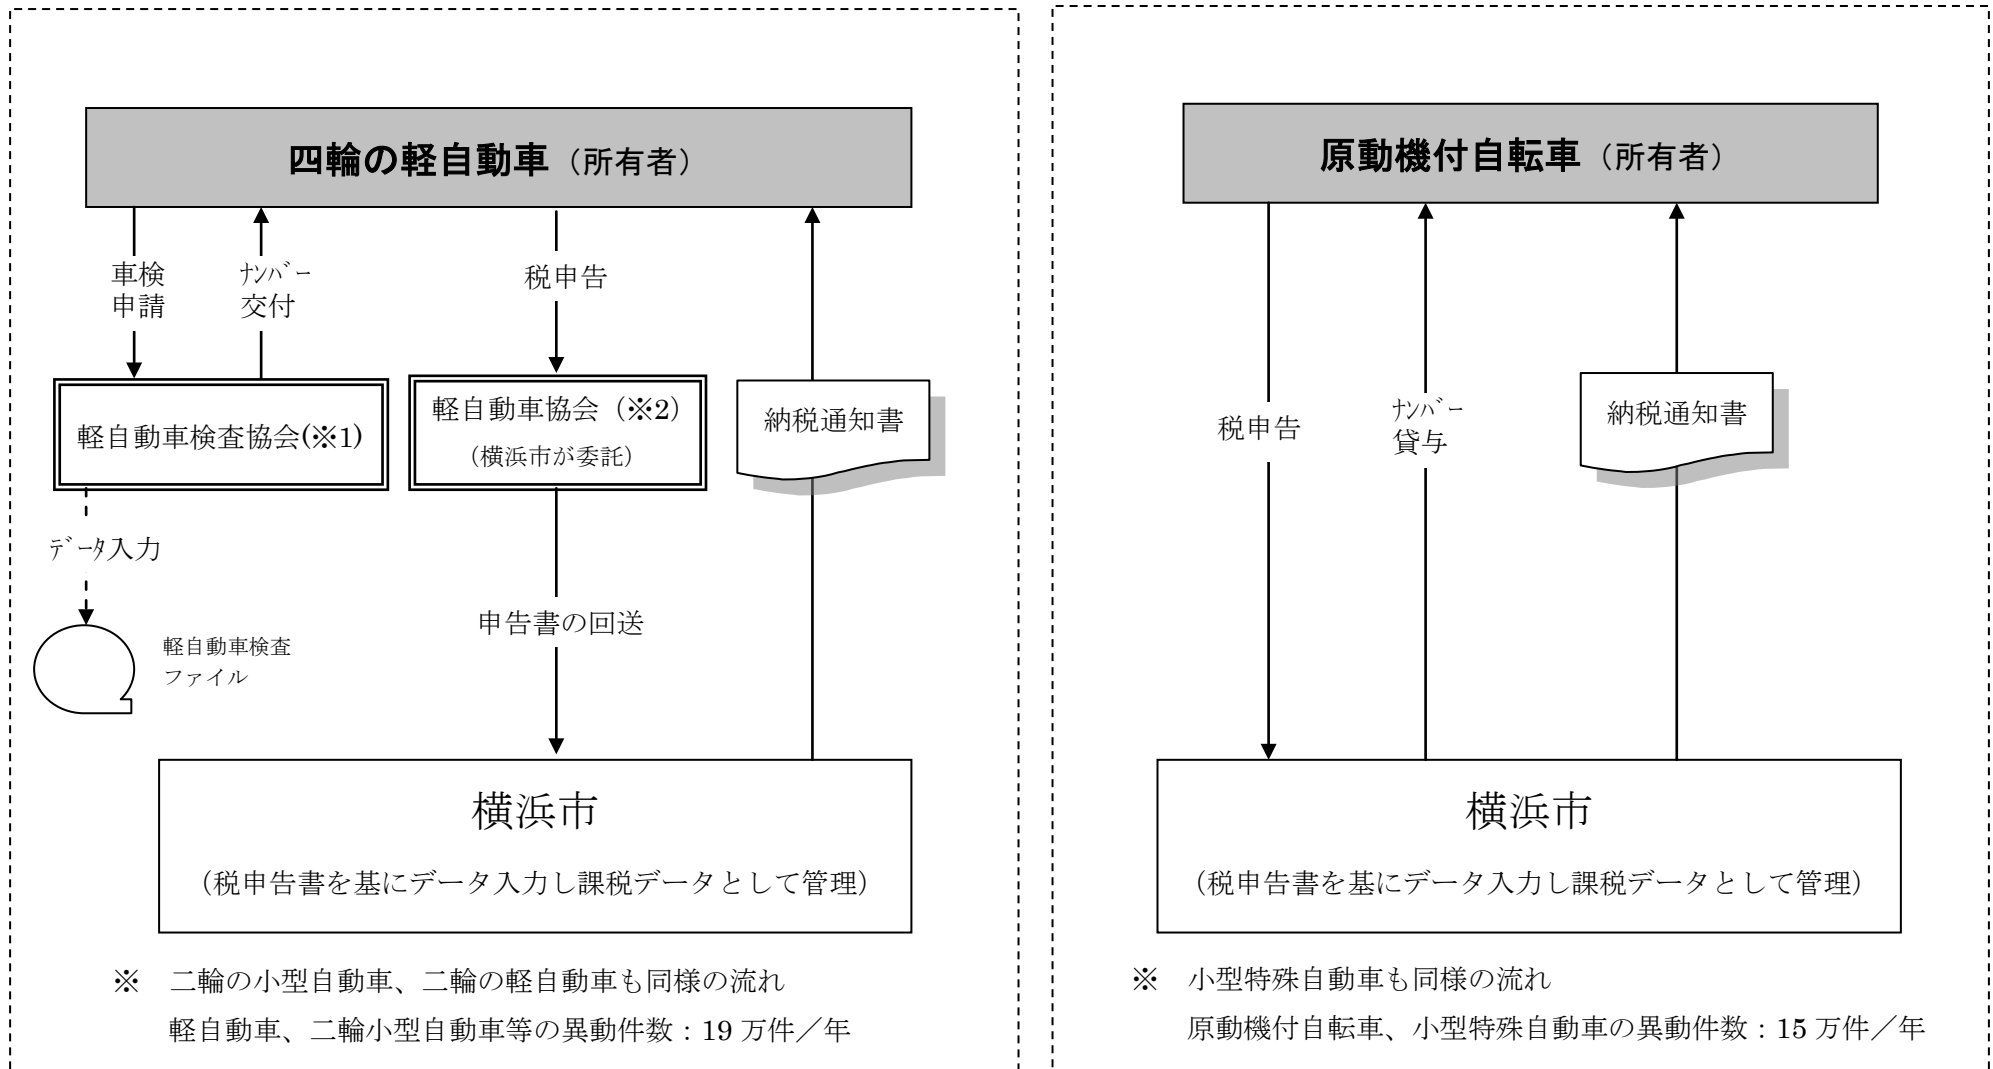 四輪の軽自動車（所有者）
車検
申請
ﾅﾝﾊﾞｰ
交付
税申告
軽自動車検査協会(※1)
軽自動車協会（※2）
（横浜市が委託）
納税通知書
ﾃﾞｰﾀ入力
申告書の回送
軽自動車検査
ファイル
横浜市
（税申告書を基にデータ入力し課税データとして管理）
※　二輪の小型自動車、二輪の軽自動車も同様の流れ
軽自動車、二輪小型自動車等の異動件数：19 万件／年
原動機付自転車（所有者）
税申告
ﾅﾝﾊﾞｰ
貸与
納税通知書
横浜市
（税申告書を基にデータ入力し課税データとして管理）
※　小型特殊自動車も同様の流れ
原動機付自転車、小型特殊自動車の異動件数：15 万件／年